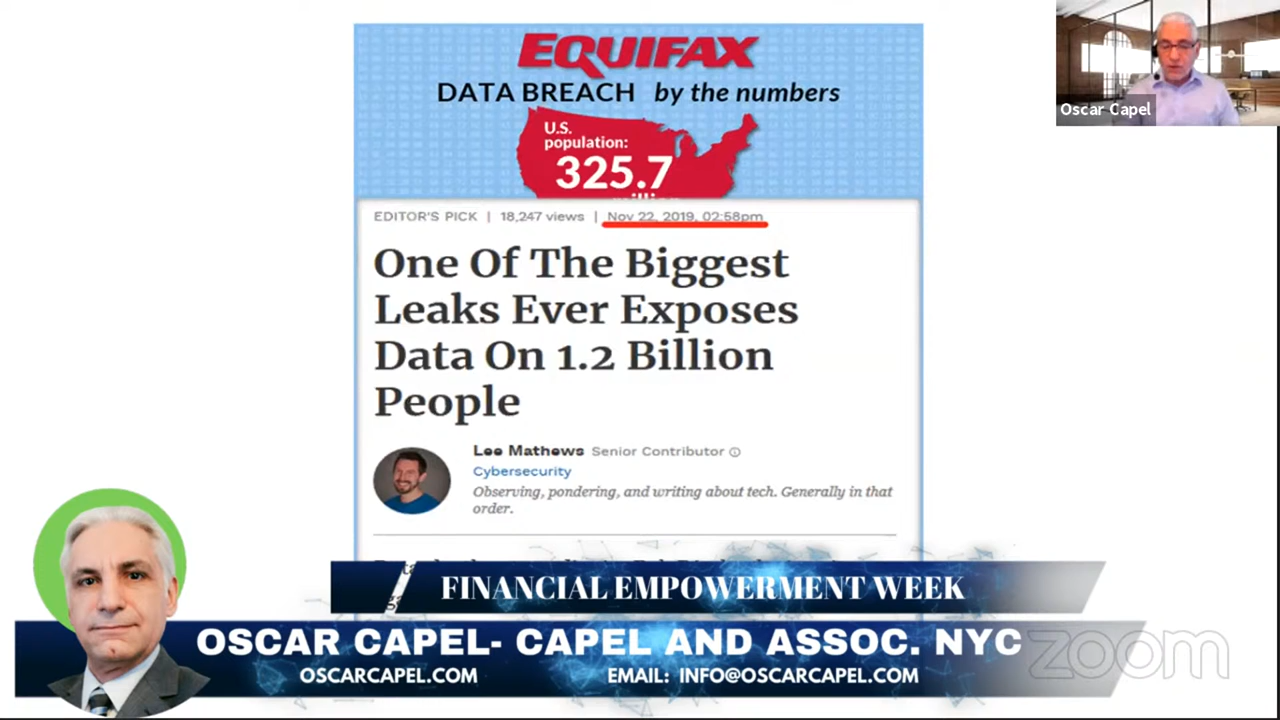 EQUIFAX
DATA BREACH by the numbers
U.S.
population:
325.7
EDITOR'S PICK | 18,247 views | Nov 22, 2019, 02:58pm
One Of The Biggest
Leaks Ever Exposes
Data On 1.2 Billion
People
Lee Mathews Senior Contributor
Cybersecurity
Observing, pondering, and writing about tech. Generally in that
order.
Oscar Capel
FINANCIAL EMPOWERMENT WEEK
OSCAR CAPEL- CAPEL AND ASSOC. NYC
OSCARCAPEL.COM EMAIL: INFO@OSCARCAPEL.COM
zoom